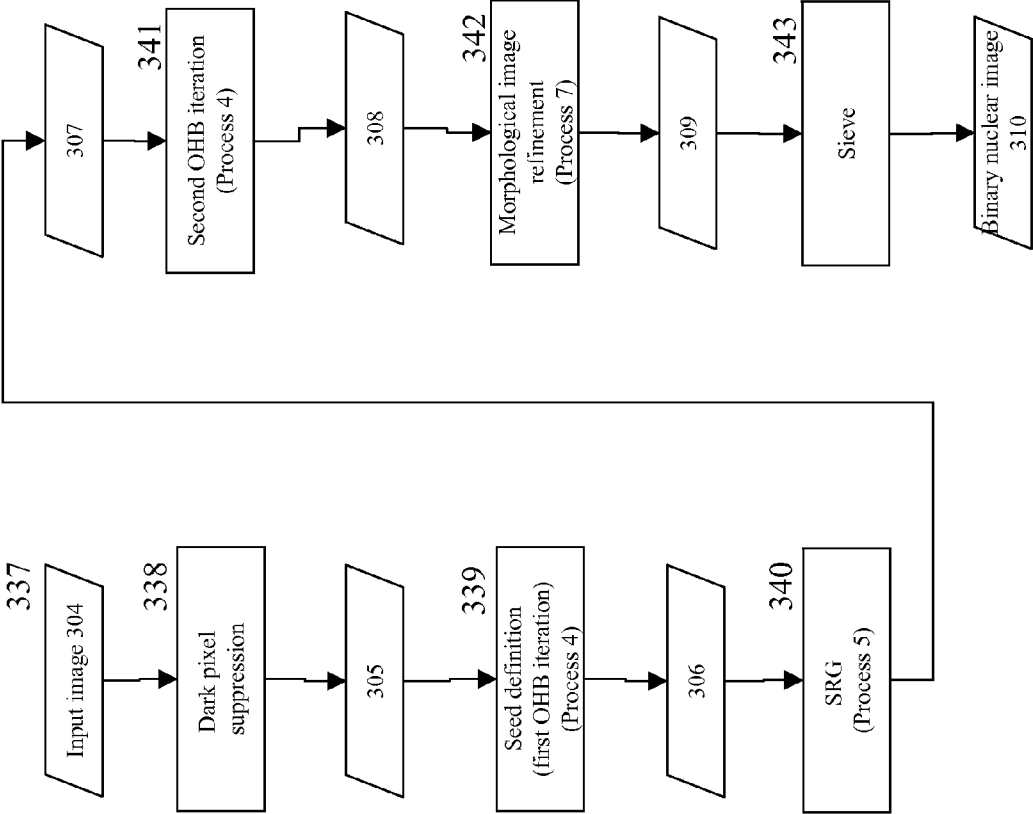 337
Input image 304
338
Dark pixel
suppression
305
339
Seed definition
(first OHB iteration)
(Process 4)
306
340
SRG
(Process 5)
307
341
Second OHB iteration
(Process 4)
308
342
Morphological image
refinement
(Process 7)
309
343
Sieve
Binary nuclear image
310